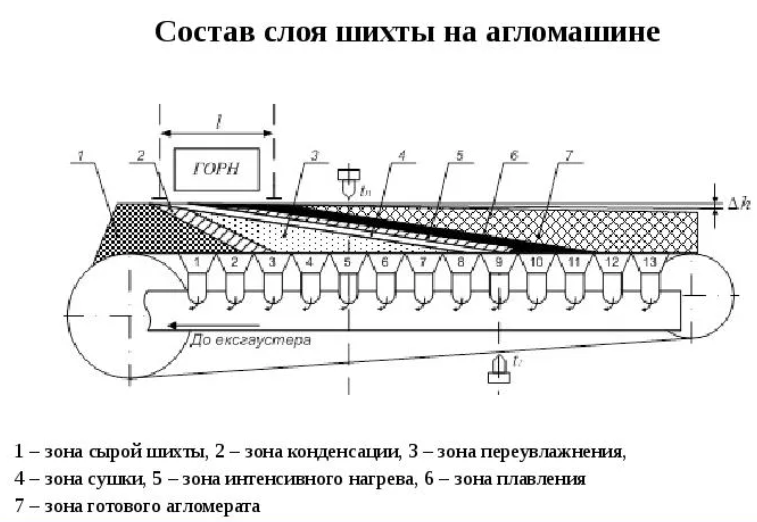 Состав слоя шихты на агломашине
l
ГОРН
1 2 3 4 5 6 7
tп
Δh
1 2 3 4 5 6 7 8 9 10 11 12 13
До ексгаустера
1 – зона сырой шихты, 2 – зона конденсации, 3 – зона переувлажнения,
4 – зона сушки, 5 – зона интенсивного нагрева, 6 – зона плавления
7 – зона готового агломерата